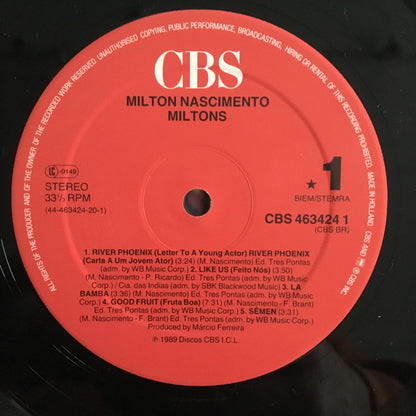 ALL RIGHTS OF THE PRODUCER AND OF THE OWNER OF THE RECORDED WORK RESERVED. UNAUTHORISED COPYING, PUBLIC PERFORMANCE, BROADCASTING, HIRING OR RENTAL OF THIS RECORDING PROHIBITED. MADE IN HOLLAND.
CBS
MILTON NASCIMENTO
MILTONS
LC-0149
STEREO
33⅓ RPM
(44-463424-20-1)
★ 1
BIEM/STEMRA
CBS 463424 1
(CBS BR)
1. RIVER PHOENIX (Letter To A Young Actor) RIVER PHOENIX
(Carta A Um Jovem Ator) (3:24) (M. Nascimento) Ed. Tres Pontas
(adm. by WB Music Corp.) 2. LIKE US (Feito Nós) (3:50)
(M. Nascimento - P. Ricardo) Ed. Tres Pontas (adm. by WB Music
Corp.) / Cia. das Indias (adm. by SBK Blackwood Music) 3. LA
BAMBA (3:36) (M. Nascimento) Ed. Tres Pontas (adm. by WB Music
Corp.) 4. GOOD FRUIT (Fruta Boa) (M. Nascimento - F. Brant)
Ed. Tres Pontas (adm. by WB Music Corp.) 5. SÊMEN (3:31)
(M. Nascimento - F. Brant) Ed. Tres Pontas (adm. by WB Music Corp.)
Produced by Márcio Ferreira
℗ 1989 Discos CBS I.C.L.